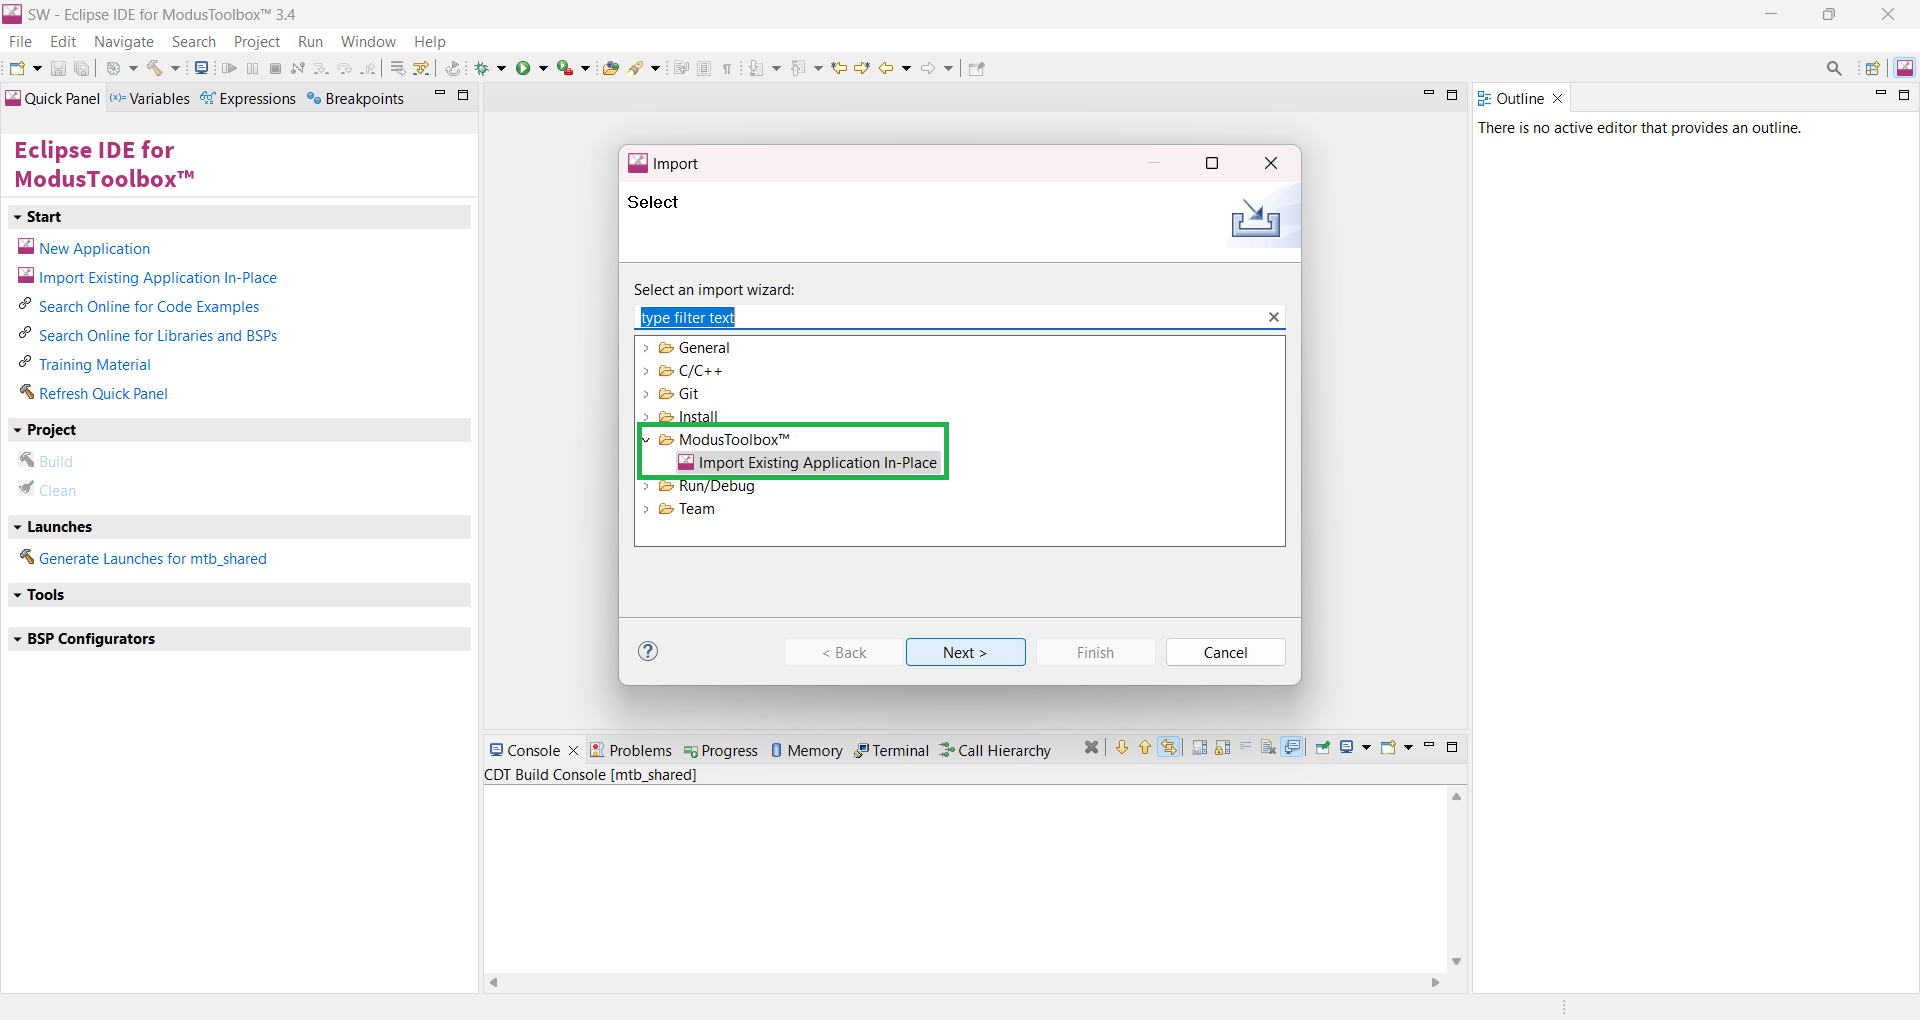 SW - Eclipse IDE for ModusToolbox™ 3.4
File Edit Navigate Search Project Run Window Help
Quick Panel
(x)= Variables
Expressions
Breakpoints
Eclipse IDE for
ModusToolbox™
Start
New Application
Import Existing Application In-Place
Search Online for Code Examples
Search Online for Libraries and BSPs
Training Material
Refresh Quick Panel
Project
Build
Clean
Launches
Generate Launches for mtb_shared
Tools
BSP Configurators
Import
Select
Select an import wizard:
type filter text
General
C/C++
Git
Install
ModusToolbox™
Import Existing Application In-Place
Run/Debug
Team
?
< Back
Next >
Finish
Cancel
Console
Problems
Progress
Memory
Terminal
Call Hierarchy
CDT Build Console [mtb_shared]
Outline
There is no active editor that provides an outline.